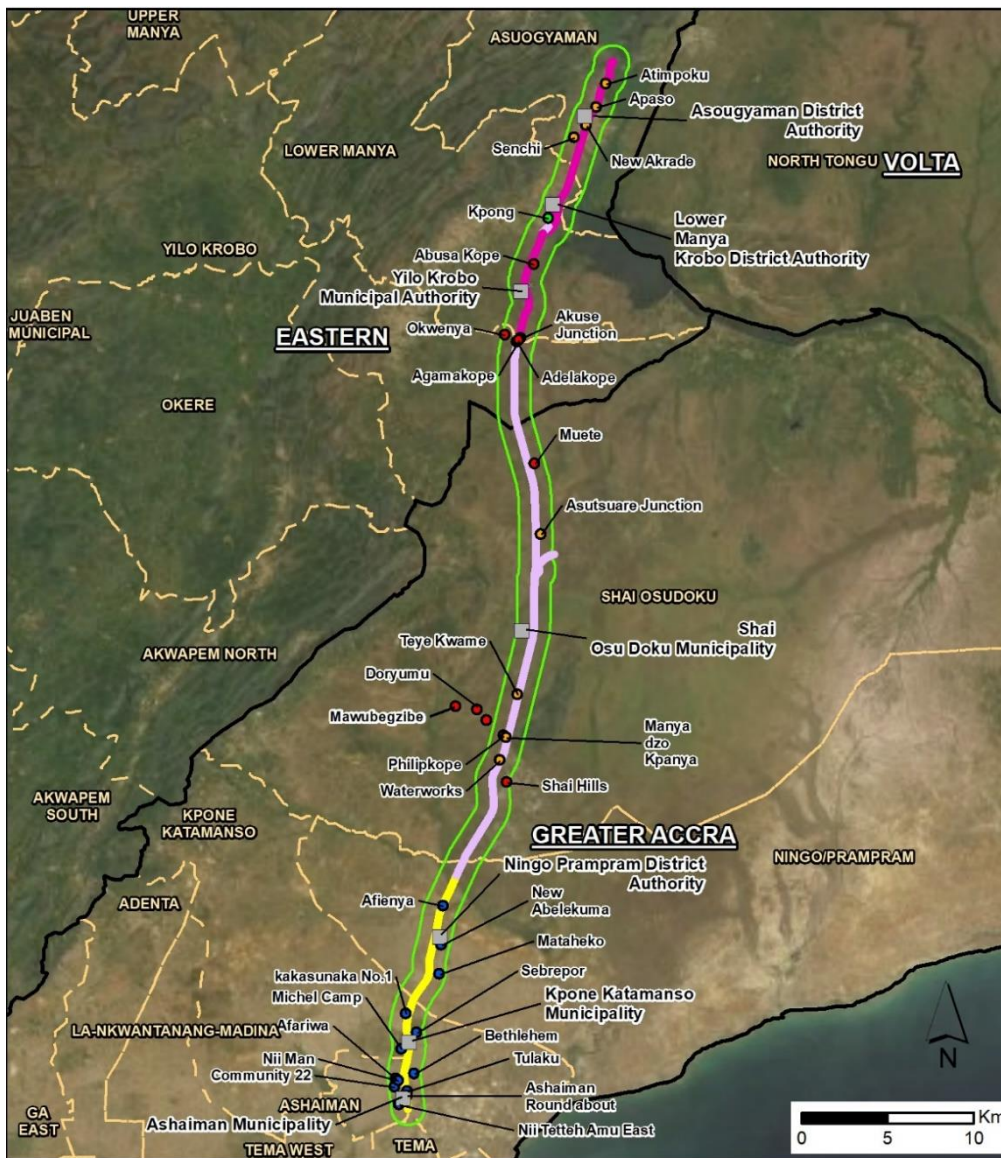 UPPER
MANYA
ASUOGYAMAN
Atimpoku
Apaso
Asougyaman District
Authority
LOWER MANYA
Senchi
New Akrade
NORTH TONGU
VOLTA
Kpong
Lower
Manya
Krobo District Authority
YILO KROBO
Abusa Kope
Yilo Krobo
Municipal Authority
JUABEN
MUNICIPAL
EASTERN
Okwenya
Akuse
Junction
Agamakope
Adelakope
OKERE
Muete
Asutsuare Junction
SHAI OSUDOKU
AKWAPEM NORTH
Teye Kwame
Shai
Osu Doku Municipality
Doryumu
Mawubegzibe
Manya
dzo
Kpanya
Philipkope
Waterworks
Shai Hills
AKWAPEM
SOUTH
KPONE
KATAMANSO
GREATER ACCRA
NINGO/PRAMPRAM
Ningo Prampram District
Authority
ADENTA
Afienya
New
Abelekuma
Mataheko
kakasunaka No.1
Sebrepor
Michel Camp
Kpone Katamanso
Municipality
LA-NKWANTANANG-MADINA
Afariwa
Bethlehem
Nii Man
Tulaku
Community 22
Ashaiman
Round about
GA
EAST
ASHAIMAN
Ashaiman Municipality
Nii Tetteh Amu East
TEMA WEST
TEMA
N
Km
0 5 10